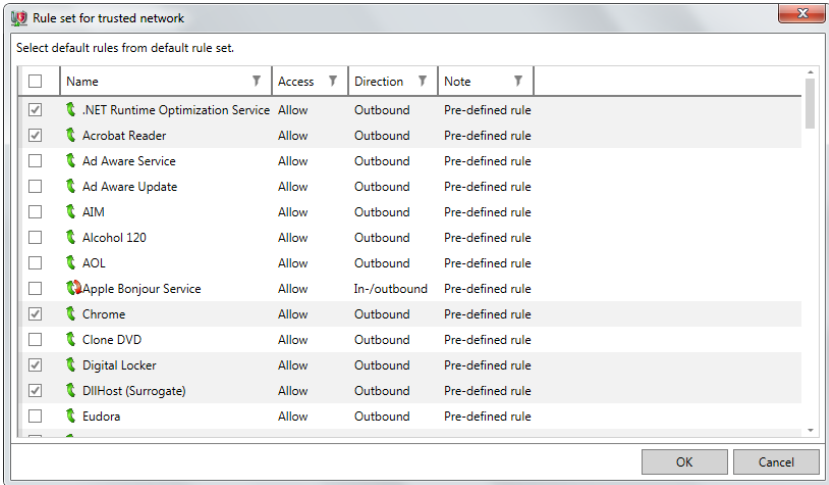 Rule set for trusted network
Select default rules from default rule set.
Name Access Direction Note
.NET Runtime Optimization Service Allow Outbound Pre-defined rule
Acrobat Reader Allow Outbound Pre-defined rule
Ad Aware Service Allow Outbound Pre-defined rule
Ad Aware Update Allow Outbound Pre-defined rule
AIM Allow Outbound Pre-defined rule
Alcohol 120 Allow Outbound Pre-defined rule
AOL Allow Outbound Pre-defined rule
Apple Bonjour Service Allow In-/outbound Pre-defined rule
Chrome Allow Outbound Pre-defined rule
Clone DVD Allow Outbound Pre-defined rule
Digital Locker Allow Outbound Pre-defined rule
DllHost (Surrogate) Allow Outbound Pre-defined rule
Eudora Allow Outbound Pre-defined rule
OK Cancel